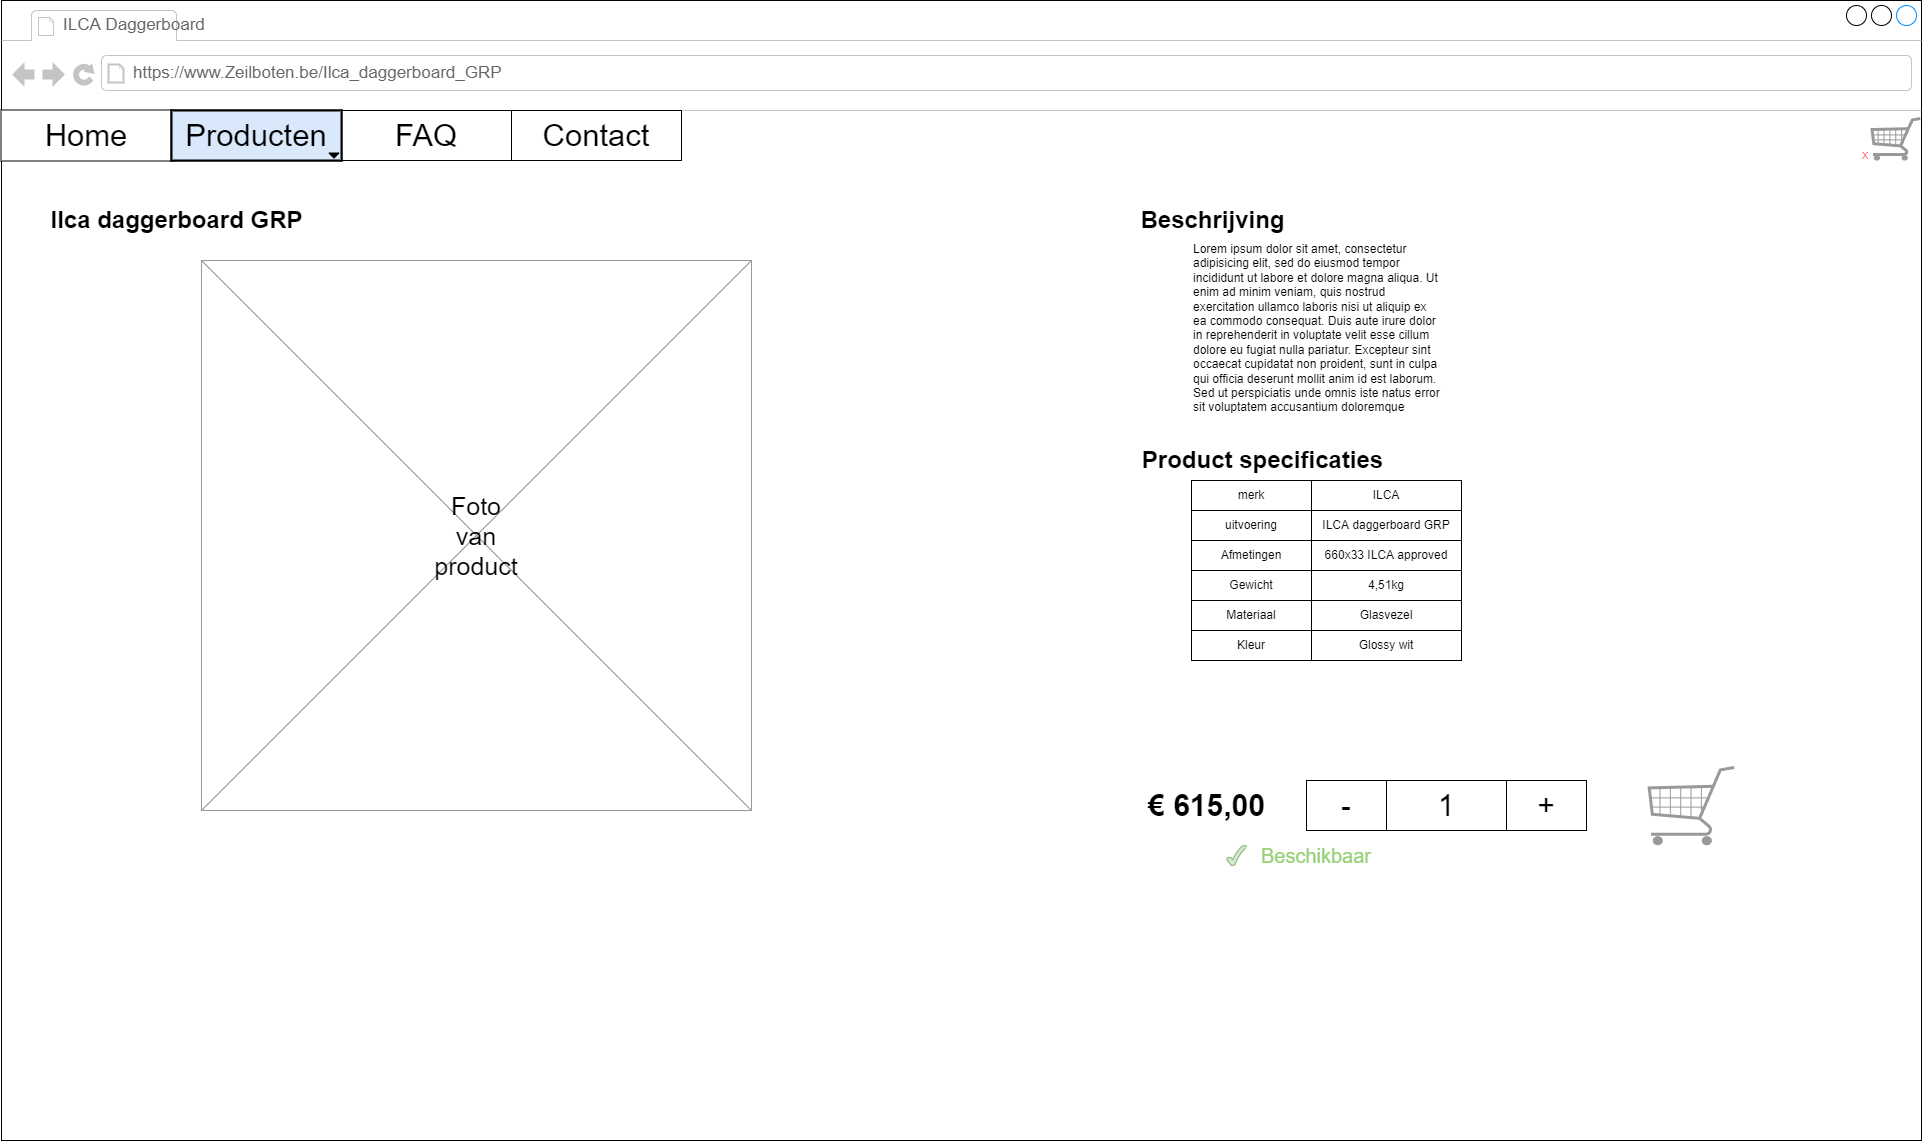 ILCA Daggerboard
https://www.Zeilboten.be/Ilca_daggerboard_GRP
Home Producten FAQ Contact
x
Ilca daggerboard GRP
Foto
van
product
Beschrijving
Lorem ipsum dolor sit amet, consectetur
adipisicing elit, sed do eiusmod tempor
incididunt ut labore et dolore magna aliqua. Ut
enim ad minim veniam, quis nostrud
exercitation ullamco laboris nisi ut aliquip ex
ea commodo consequat. Duis aute irure dolor
in reprehenderit in voluptate velit esse cillum
dolore eu fugiat nulla pariatur. Excepteur sint
occaecat cupidatat non proident, sunt in culpa
qui officia deserunt mollit anim id est laborum.
Sed ut perspiciatis unde omnis iste natus error
sit voluptatem accusantium doloremque
Product specificaties
merk ILCA
uitvoering ILCA daggerboard GRP
Afmetingen 660x33 ILCA approved
Gewicht 4,51kg
Materiaal Glasvezel
Kleur Glossy wit
€ 615,00 - 1 +
Beschikbaar